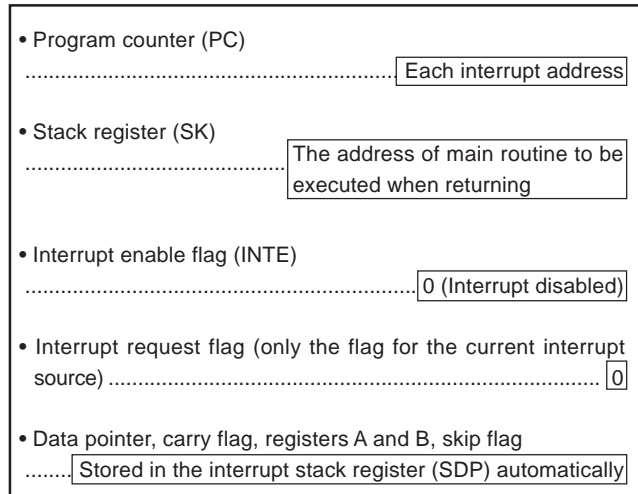 • Program counter (PC)
............................................................... Each interrupt address
• Stack register (SK)
............................................ The address of main routine to be
executed when returning
• Interrupt enable flag (INTE)
.................................................................. 0 (Interrupt disabled)
• Interrupt request flag (only the flag for the current interrupt
source) ................................................................................... 0
• Data pointer, carry flag, registers A and B, skip flag
........ Stored in the interrupt stack register (SDP) automatically